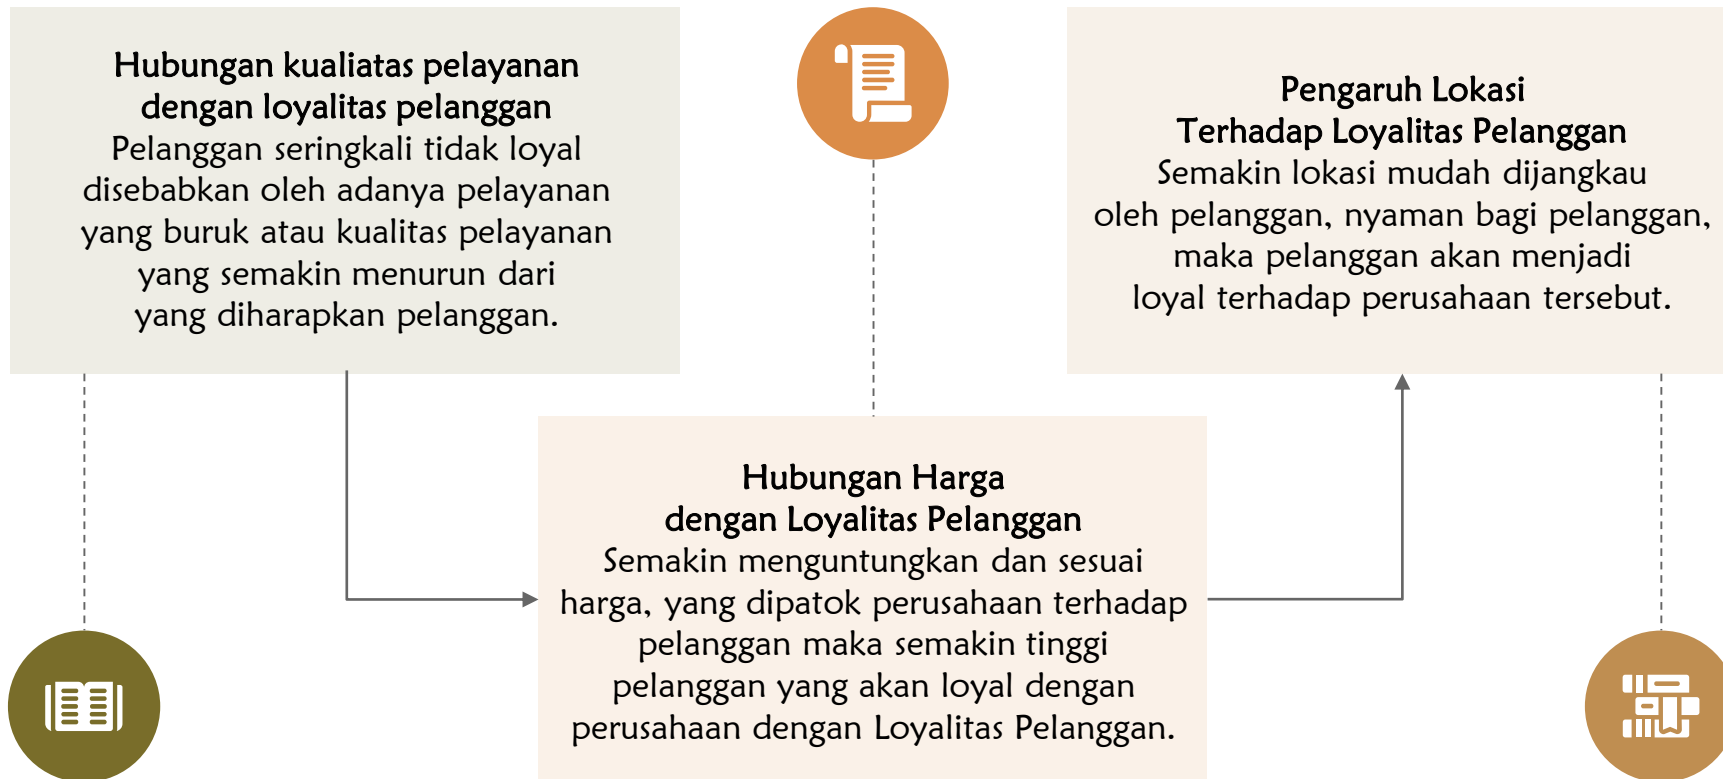 Hubungan kualiatas pelayanan
dengan loyalitas pelanggan
Pelanggan seringkali tidak loyal
disebabkan oleh adanya pelayanan
yang buruk atau kualitas pelayanan
yang semakin menurun dari
yang diharapkan pelanggan.
Hubungan Harga
dengan Loyalitas Pelanggan
Semakin menguntungkan dan sesuai
harga, yang dipatok perusahaan terhadap
pelanggan maka semakin tinggi
pelanggan yang akan loyal dengan
perusahaan dengan Loyalitas Pelanggan.
Pengaruh Lokasi
Terhadap Loyalitas Pelanggan
Semakin lokasi mudah dijangkau
oleh pelanggan, nyaman bagi pelanggan,
maka pelanggan akan menjadi
loyal terhadap perusahaan tersebut.